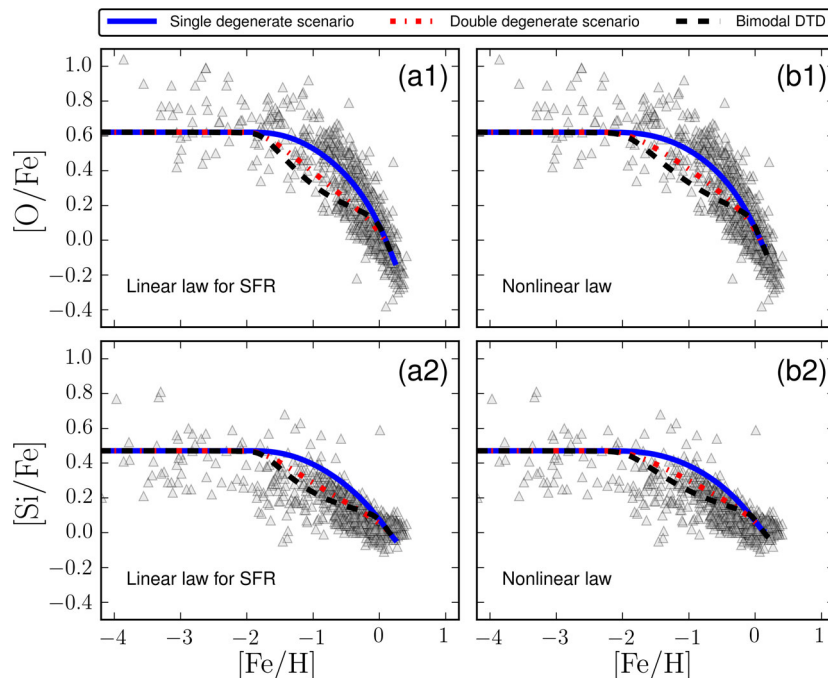 Single degenerate scenario Double degenerate scenario Bimodal DTD
1.0
0.8
0.6
0.4
0.2
0.0
−0.2
−0.4
[O/Fe]
(a1)
Linear law for SFR
(b1)
Nonlinear law
1.0
0.8
0.6
0.4
0.2
0.0
−0.2
−0.4
[Si/Fe]
(a2)
Linear law for SFR
(b2)
Nonlinear law
−4 −3 −2 −1 0 1
[Fe/H]
−4 −3 −2 −1 0 1
[Fe/H]